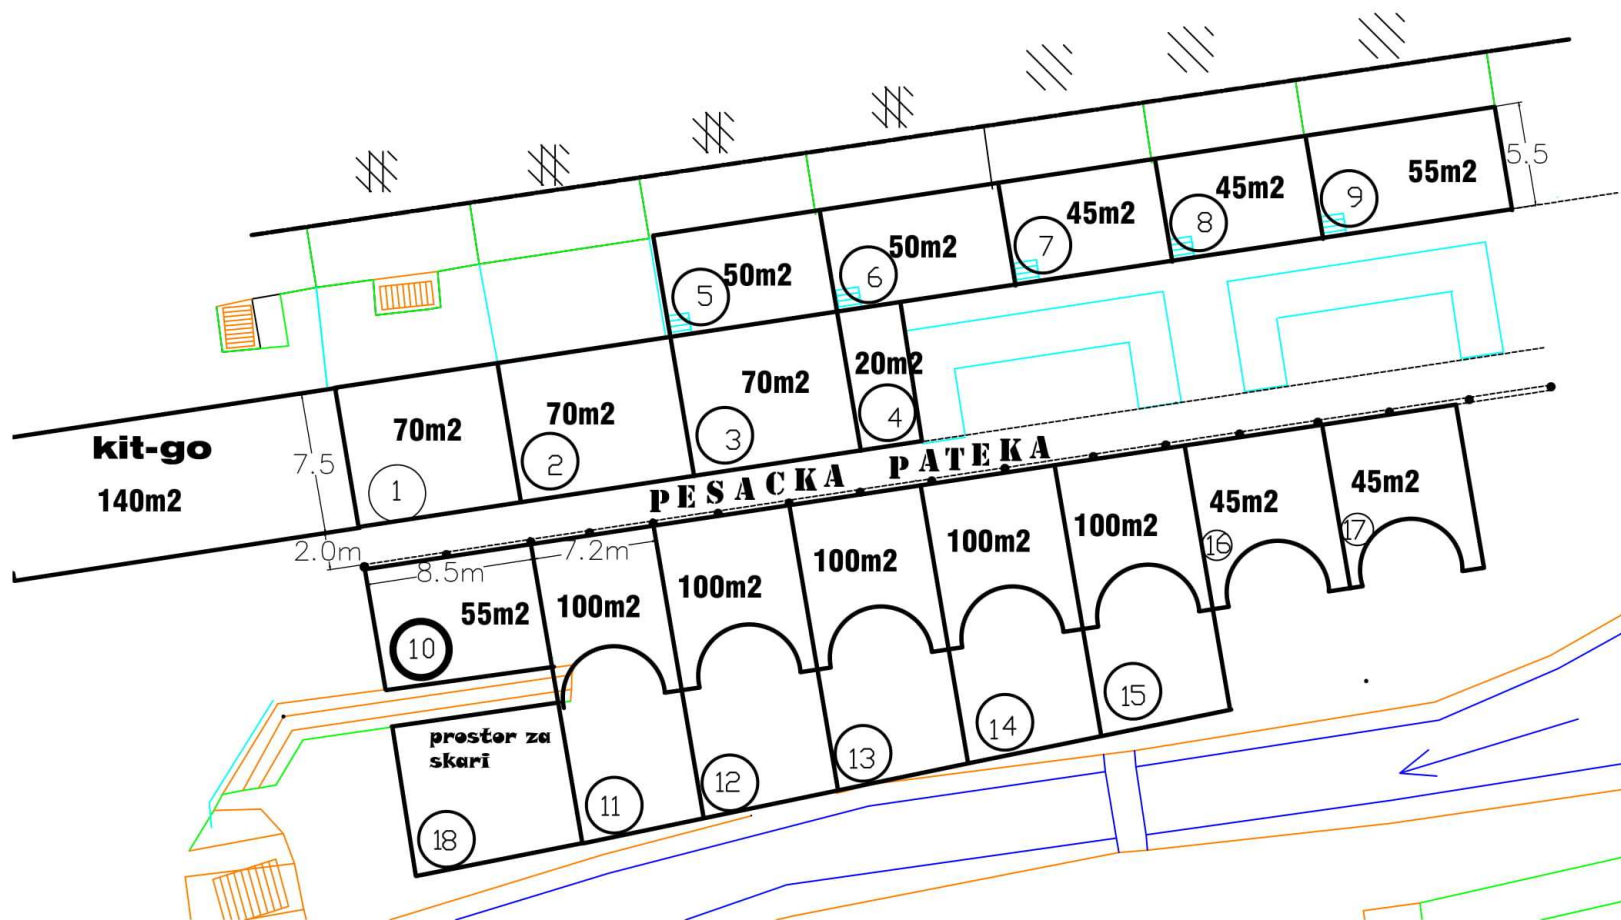 5.5
55m2
9
45m2
8
45m2
7
50m2
6
50m2
5
20m2
4
70m2
3
70m2
2
70m2
1
kit-go
140m2
7.5
2.0m
PESACKA PATEKA
8.5m
7.2m
55m2
10
100m2
11
100m2
12
100m2
13
100m2
14
100m2
15
45m2
16
45m2
17
prostor za
skari
18